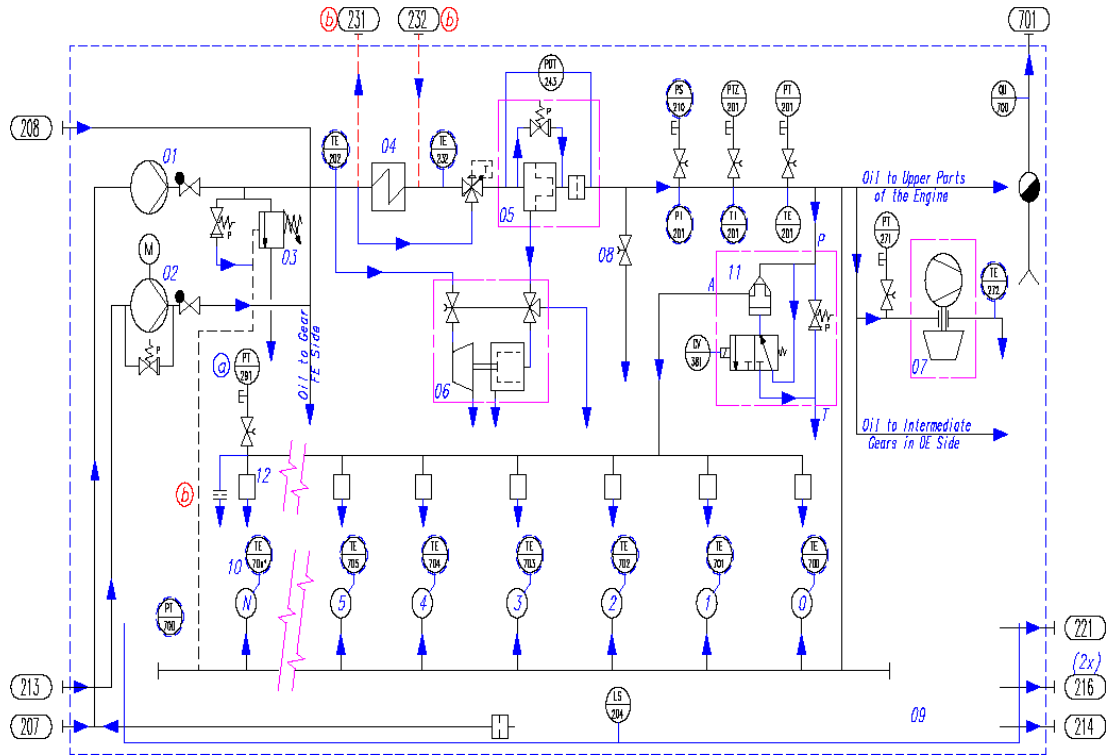 b 231 232 b 701
PDT
243
PS
210
PTZ
201
PT
201
QU
700
208
01
TE
202
04
TE
232
T
P
05
Oil to Upper Parts
of the Engine
P
03
08
PI
201
TI
201
TE
201
PT
271
M
02
P
11
A
P
TE
272
P
CV
381
P
07
a
PT
291
Oil to Gear
FE Side
06
T
Oil to Intermediate
Gears in DE Side
b
12
10
TE
TE
705
TE
704
TE
703
TE
702
TE
701
TE
700
N 5 4 3 2 1 0
PT
700
221
(2x)
213
216
LS
204
09
207
214